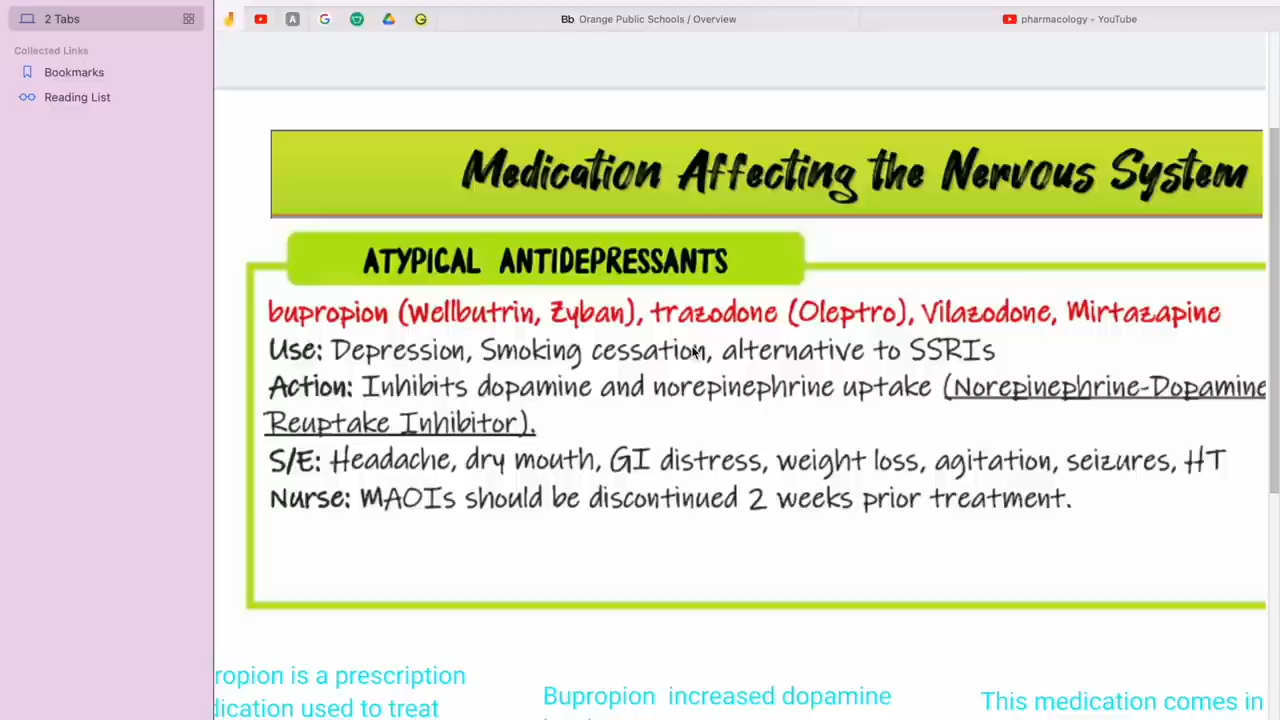 2 Tabs
Collected Links
Bookmarks
Reading List
Bb Orange Public Schools / Overview
pharmacology - YouTube
Medication Affecting the Nervous System
ATYPICAL ANTIDEPRESSANTS
bupropion (Wellbutrin, Zyban), trazodone (Oleptro), Vilazodone, Mirtazapine
Use: Depression, Smoking cessation, alternative to SSRIs
Action: Inhibits dopamine and norepinephrine uptake (Norepinephrine-Dopamine
Reuptake Inhibitor).
S/E: Headache, dry mouth, GI distress, weight loss, agitation, seizures, HT
Nurse: MAOIs should be discontinued 2 weeks prior treatment.
ropion is a prescription
dication used to treat
Bupropion increased dopamine
This medication comes in